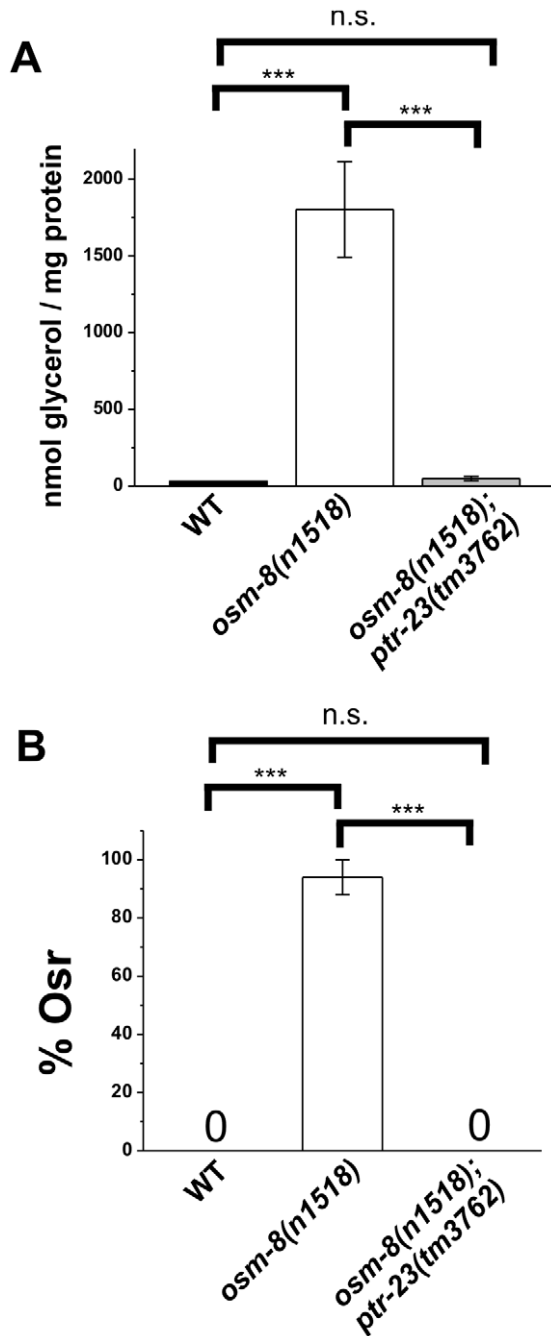 n.s.
A
***
***
nmol glycerol / mg protein
2000
1500
1000
500
0
WT
osm-8(n1518)
osm-8(n1518);
ptr-23(tm3762)
n.s.
B
***
***
% Osr
100
80
60
40
20
0
0
0
WT
osm-8(n1518)
osm-8(n1518);
ptr-23(tm3762)